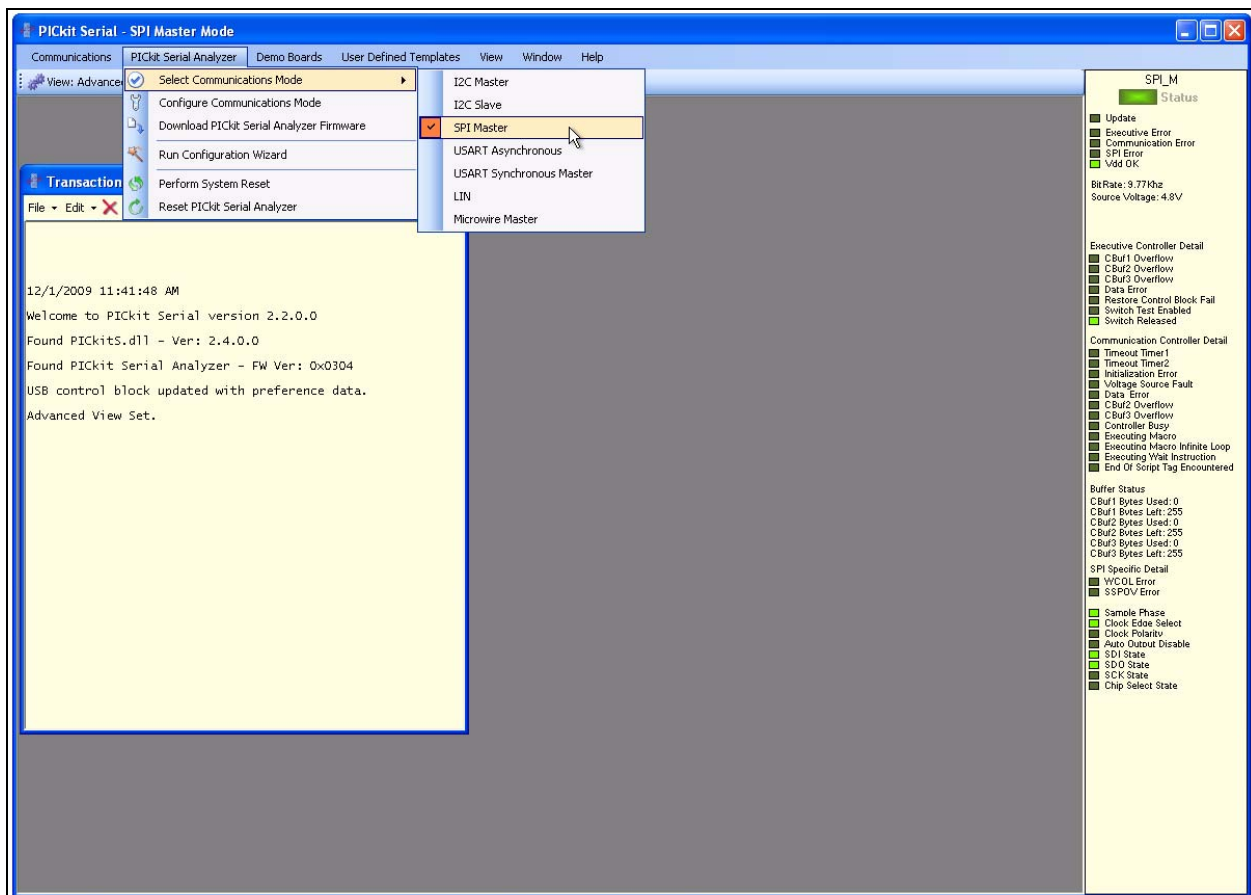 PICkit Serial - SPI Master Mode
Communications PICkit Serial Analyzer Demo Boards User Defined Templates View Window Help
View: Advance
Select Communications Mode
Configure Communications Mode
Download PICkit Serial Analyzer Firmware
Run Configuration Wizard
Perform System Reset
Reset PICkit Serial Analyzer
I2C Master
I2C Slave
SPI Master
USART Asynchronous
USART Synchronous Master
LIN
Microwire Master
Transaction
File Edit
12/1/2009 11:41:48 AM
Welcome to PICkit Serial version 2.2.0.0
Found PICkitS.dll - Ver: 2.4.0.0
Found PICkit Serial Analyzer - FW Ver: 0x0304
USB control block updated with preference data.
Advanced View Set.
SPI_M
Status
Update
Executive Error
Communication Error
SPI Error
Vdd OK
BitRate: 9.77Khz
Source Voltage: 4.8V
Executive Controller Detail
CBuf1 Overflow
CBuf2 Overflow
CBuf3 Overflow
Data Error
Restore Control Block Fail
Switch Test Enabled
Switch Released
Communication Controller Detail
Timeout Timer1
Timeout Timer2
Initialization Error
Voltage Source Fault
Data Error
CBuf2 Overflow
CBuf3 Overflow
Controller Busy
Executing Macro
Executing Macro Infinite Loop
Executing Wait Instruction
End Of Script Tag Encountered
Buffer Status
CBuf1 Bytes Used: 0
CBuf1 Bytes Left: 255
CBuf2 Bytes Used: 0
CBuf2 Bytes Left: 255
CBuf3 Bytes Used: 0
CBuf3 Bytes Left: 255
SPI Specific Detail
WCOL Error
SSPOV Error
Sample Phase
Clock Edge Select
Clock Polarity
Auto Output Disable
SDI State
SDO State
SCK State
Chip Select State